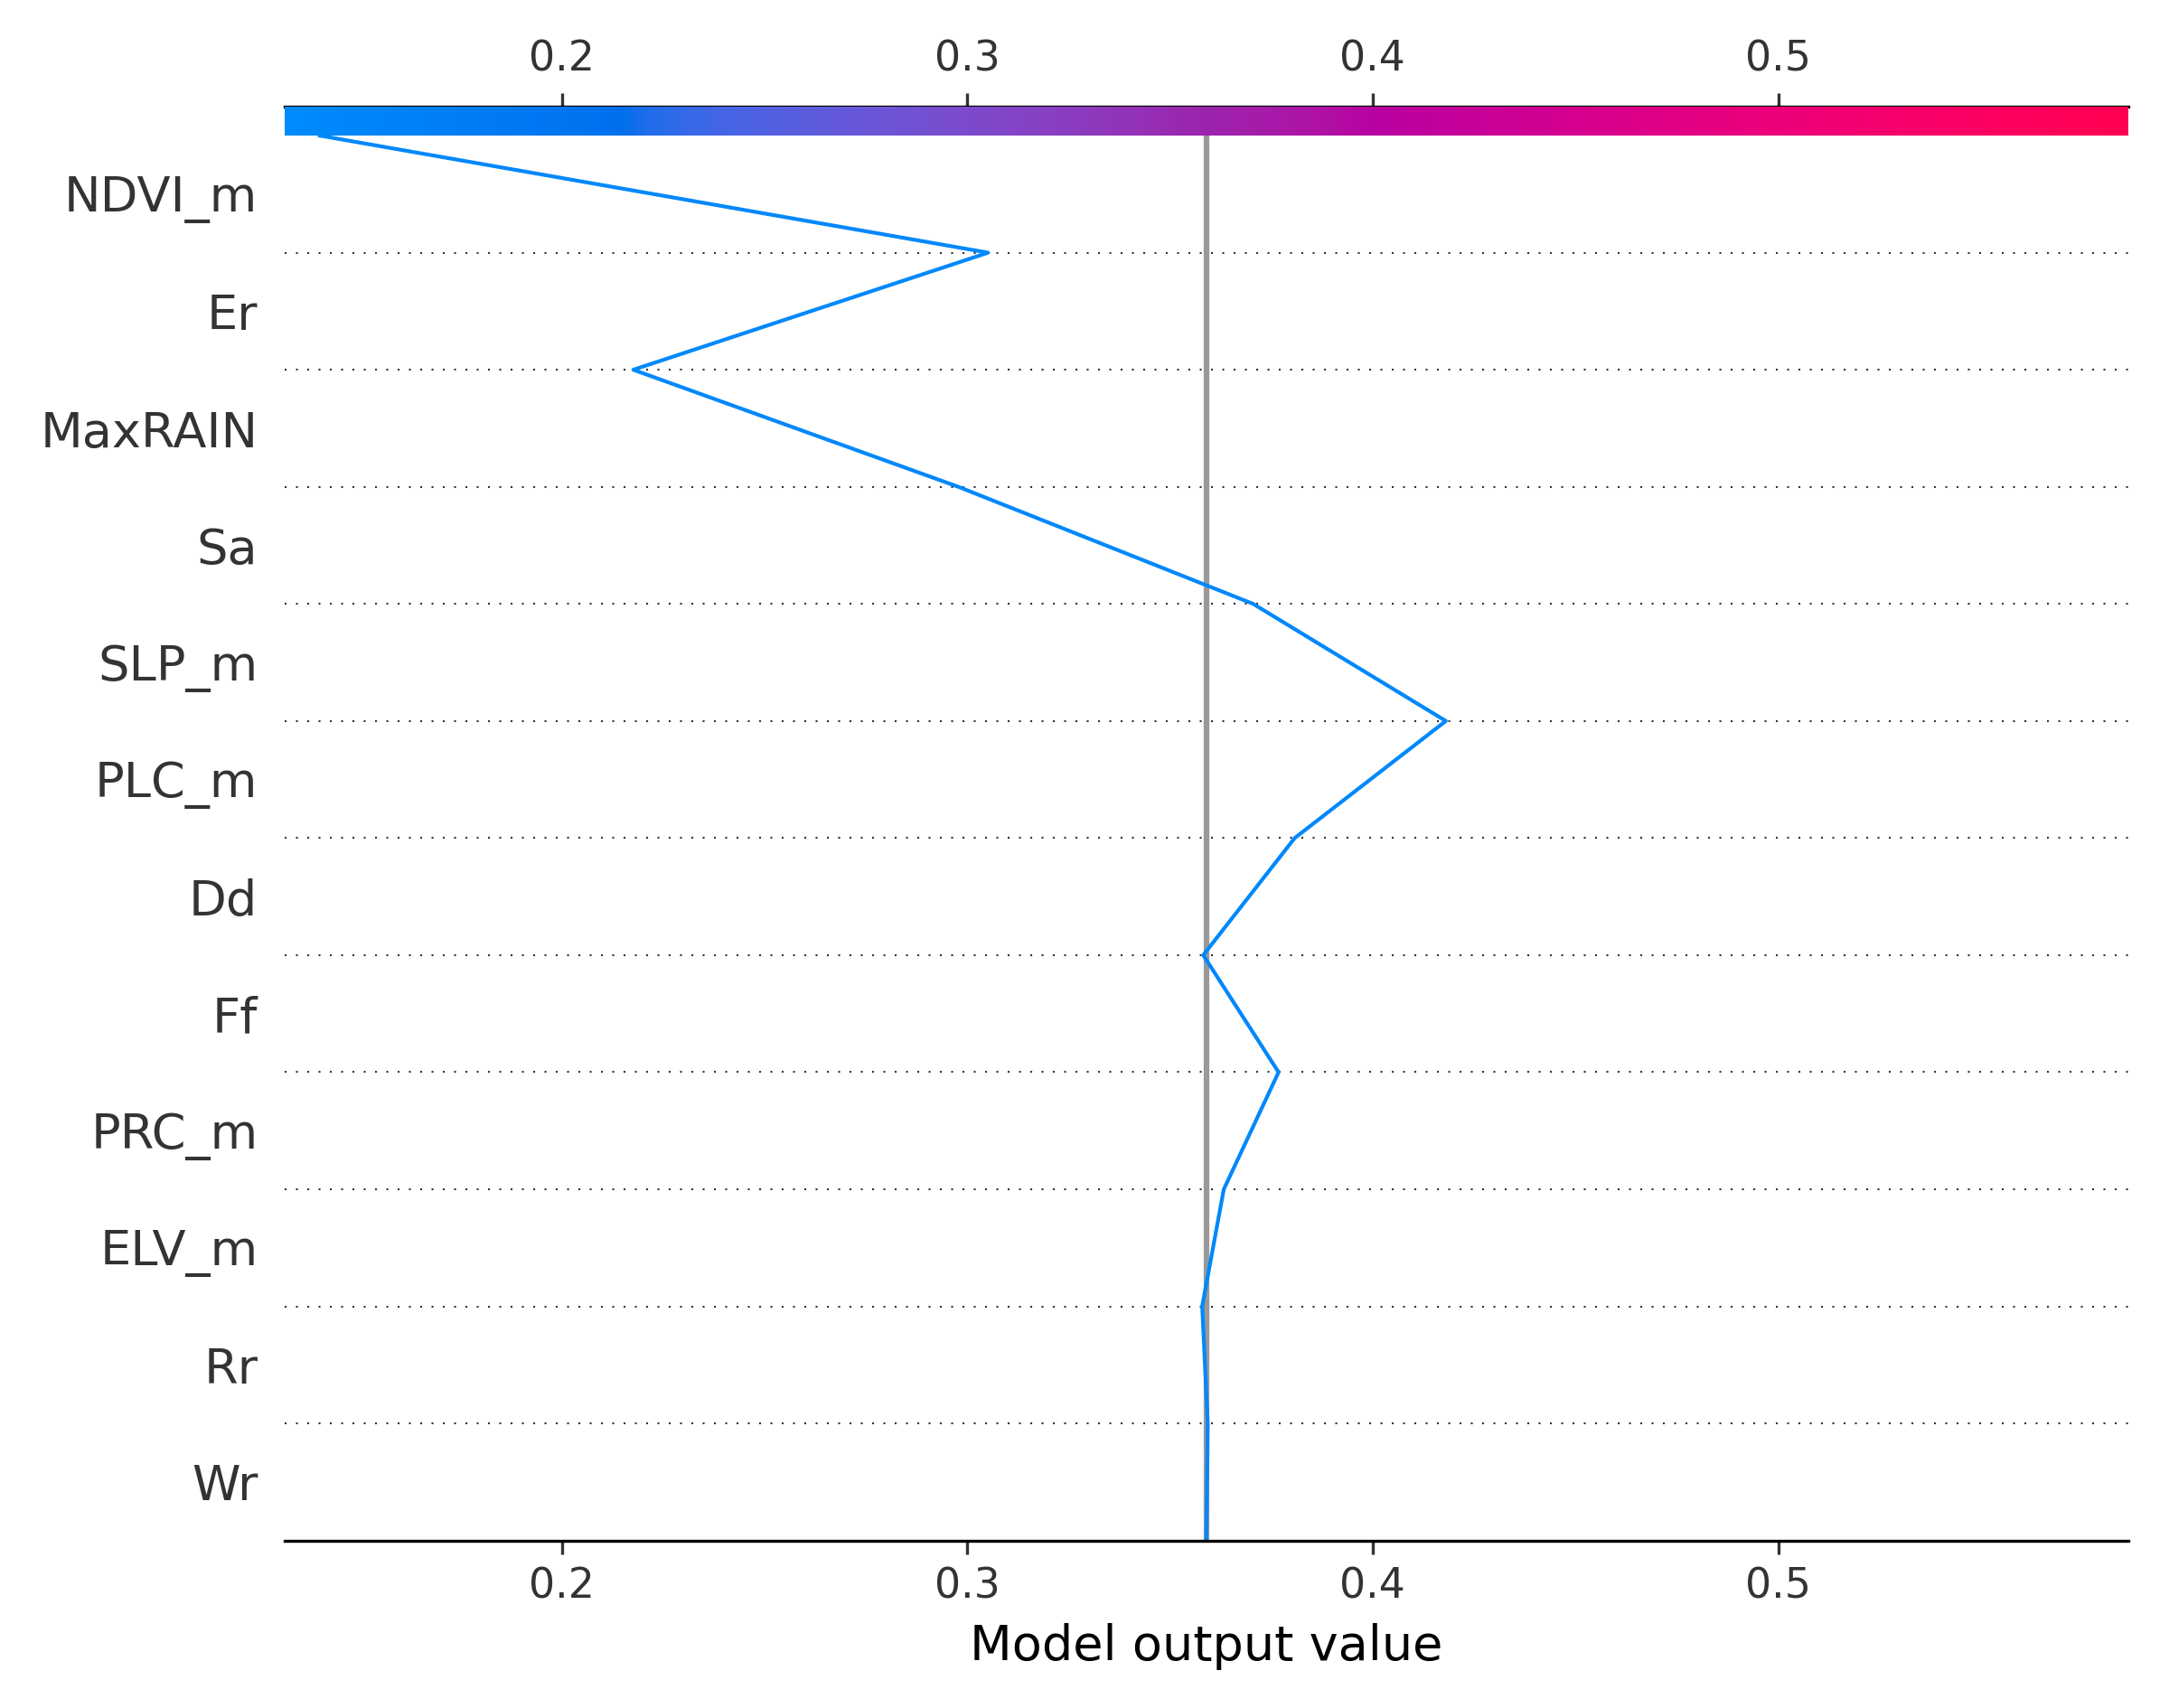 0.2 0.3 0.4 0.5
NDVI_m
Er
MaxRAIN
Sa
SLP_m
PLC_m
Dd
Ff
PRC_m
ELV_m
Rr
Wr
0.2 0.3 0.4 0.5
Model output value